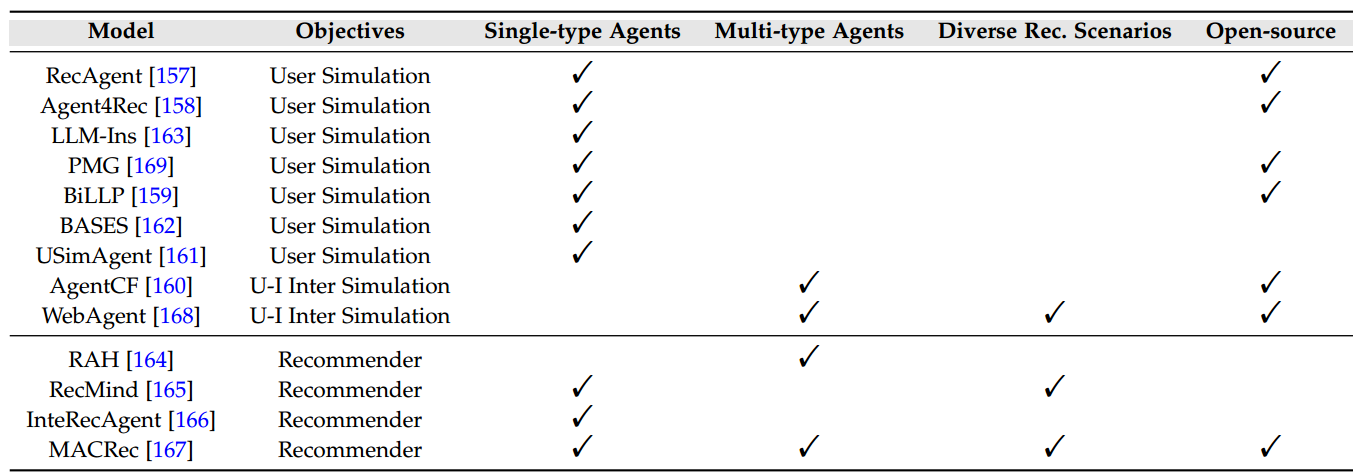 Model Objectives Single-type Agents Multi-type Agents Diverse Rec. Scenarios Open-source
RecAgent [157] User Simulation ✓ ✓
Agent4Rec [158] User Simulation ✓ ✓
LLM-Ins [163] User Simulation ✓
PMG [169] User Simulation ✓ ✓
BiLLP [159] User Simulation ✓ ✓
BASES [162] User Simulation ✓
USimAgent [161] User Simulation ✓
AgentCF [160] U-I Inter Simulation ✓ ✓
WebAgent [168] U-I Inter Simulation ✓ ✓ ✓
RAH [164] Recommender ✓
RecMind [165] Recommender ✓ ✓
InteRecAgent [166] Recommender ✓
MACRec [167] Recommender ✓ ✓ ✓ ✓